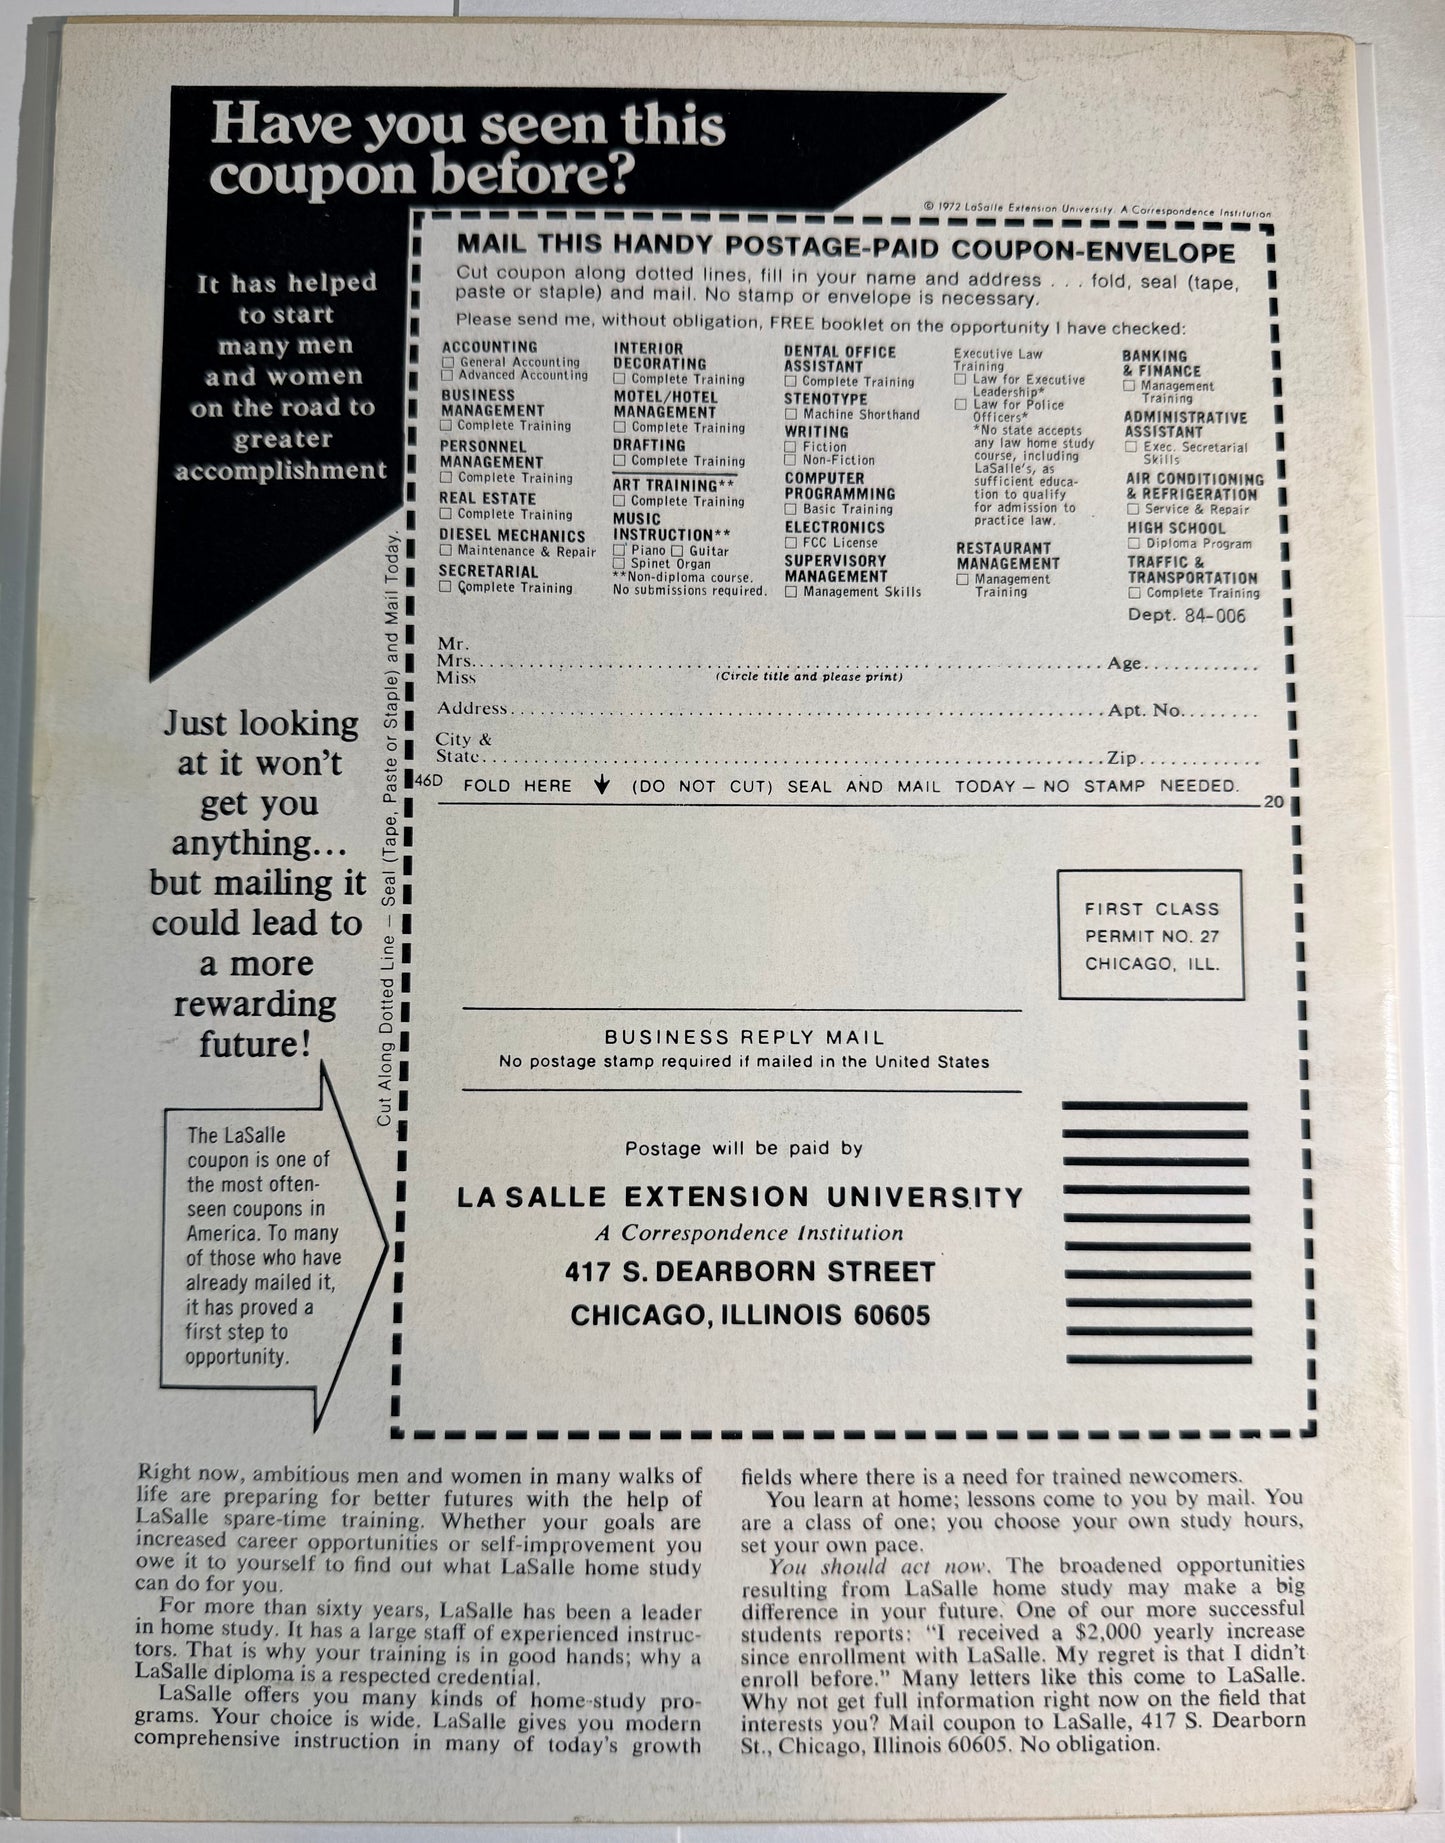 Have you seen this
coupon before?
It has helped
to start
many men
and women
on the road to
greater
accomplishment
Just looking
at it won't
get you
anything...
but mailing it
could lead to
a more
rewarding
future!
The LaSalle
coupon is one of
the most often-
seen coupons in
America. To many
of those who have
already mailed it,
it has proved a
first step to
opportunity.
Cut Along Dotted Line – Seal (Tape, Paste or Staple) and Mail Today.
© 1972 LaSalle Extension University. A Correspondence Institution
MAIL THIS HANDY POSTAGE-PAID COUPON-ENVELOPE
Cut coupon along dotted lines, fill in your name and address . . . fold, seal (tape,
paste or staple) and mail. No stamp or envelope is necessary.
Please send me, without obligation, FREE booklet on the opportunity I have checked:
ACCOUNTING
☐ General Accounting
☐ Advanced Accounting
BUSINESS
MANAGEMENT
☐ Complete Training
PERSONNEL
MANAGEMENT
☐ Complete Training
REAL ESTATE
☐ Complete Training
DIESEL MECHANICS
☐ Maintenance & Repair
SECRETARIAL
☐ Complete Training
INTERIOR
DECORATING
☐ Complete Training
MOTEL/HOTEL
MANAGEMENT
☐ Complete Training
DRAFTING
☐ Complete Training
ART TRAINING**
☐ Complete Training
MUSIC
INSTRUCTION**
☐ Piano ☐ Guitar
☐ Spinet Organ
**Non-diploma course.
No submissions required.
DENTAL OFFICE
ASSISTANT
☐ Complete Training
STENOTYPE
☐ Machine Shorthand
WRITING
☐ Fiction
☐ Non-Fiction
COMPUTER
PROGRAMMING
☐ Basic Training
ELECTRONICS
☐ FCC License
SUPERVISORY
MANAGEMENT
☐ Management Skills
Executive Law
Training
☐ Law for Executive
Leadership*
☐ Law for Police
Officers*
*No state accepts
any law home study
course, including
LaSalle's, as
sufficient educa-
tion to qualify
for admission to
practice law.
RESTAURANT
MANAGEMENT
☐ Management
Training
BANKING
& FINANCE
☐ Management
Training
ADMINISTRATIVE
ASSISTANT
☐ Exec. Secretarial
Skills
AIR CONDITIONING
& REFRIGERATION
☐ Service & Repair
HIGH SCHOOL
☐ Diploma Program
TRAFFIC &
TRANSPORTATION
☐ Complete Training
Dept. 84-006
Mr.
Mrs. Age
Miss (Circle title and please print)
Address Apt. No.
City &
State Zip
46D FOLD HERE ↓ (DO NOT CUT) SEAL AND MAIL TODAY – NO STAMP NEEDED.
20
FIRST CLASS
PERMIT NO. 27
CHICAGO, ILL.
BUSINESS REPLY MAIL
No postage stamp required if mailed in the United States
Postage will be paid by
LA SALLE EXTENSION UNIVERSITY
A Correspondence Institution
417 S. DEARBORN STREET
CHICAGO, ILLINOIS 60605
Right now, ambitious men and women in many walks of
life are preparing for better futures with the help of
LaSalle spare-time training. Whether your goals are
increased career opportunities or self-improvement you
owe it to yourself to find out what LaSalle home study
can do for you.
For more than sixty years, LaSalle has been a leader
in home study. It has a large staff of experienced instruc-
tors. That is why your training is in good hands; why a
LaSalle diploma is a respected credential.
LaSalle offers you many kinds of home-study pro-
grams. Your choice is wide. LaSalle gives you modern
comprehensive instruction in many of today's growth
fields where there is a need for trained newcomers.
You learn at home; lessons come to you by mail. You
are a class of one; you choose your own study hours,
set your own pace.
You should act now. The broadened opportunities
resulting from LaSalle home study may make a big
difference in your future. One of our more successful
students reports: "I received a $2,000 yearly increase
since enrollment with LaSalle. My regret is that I didn't
enroll before." Many letters like this come to LaSalle.
Why not get full information right now on the field that
interests you? Mail coupon to LaSalle, 417 S. Dearborn
St., Chicago, Illinois 60605. No obligation.